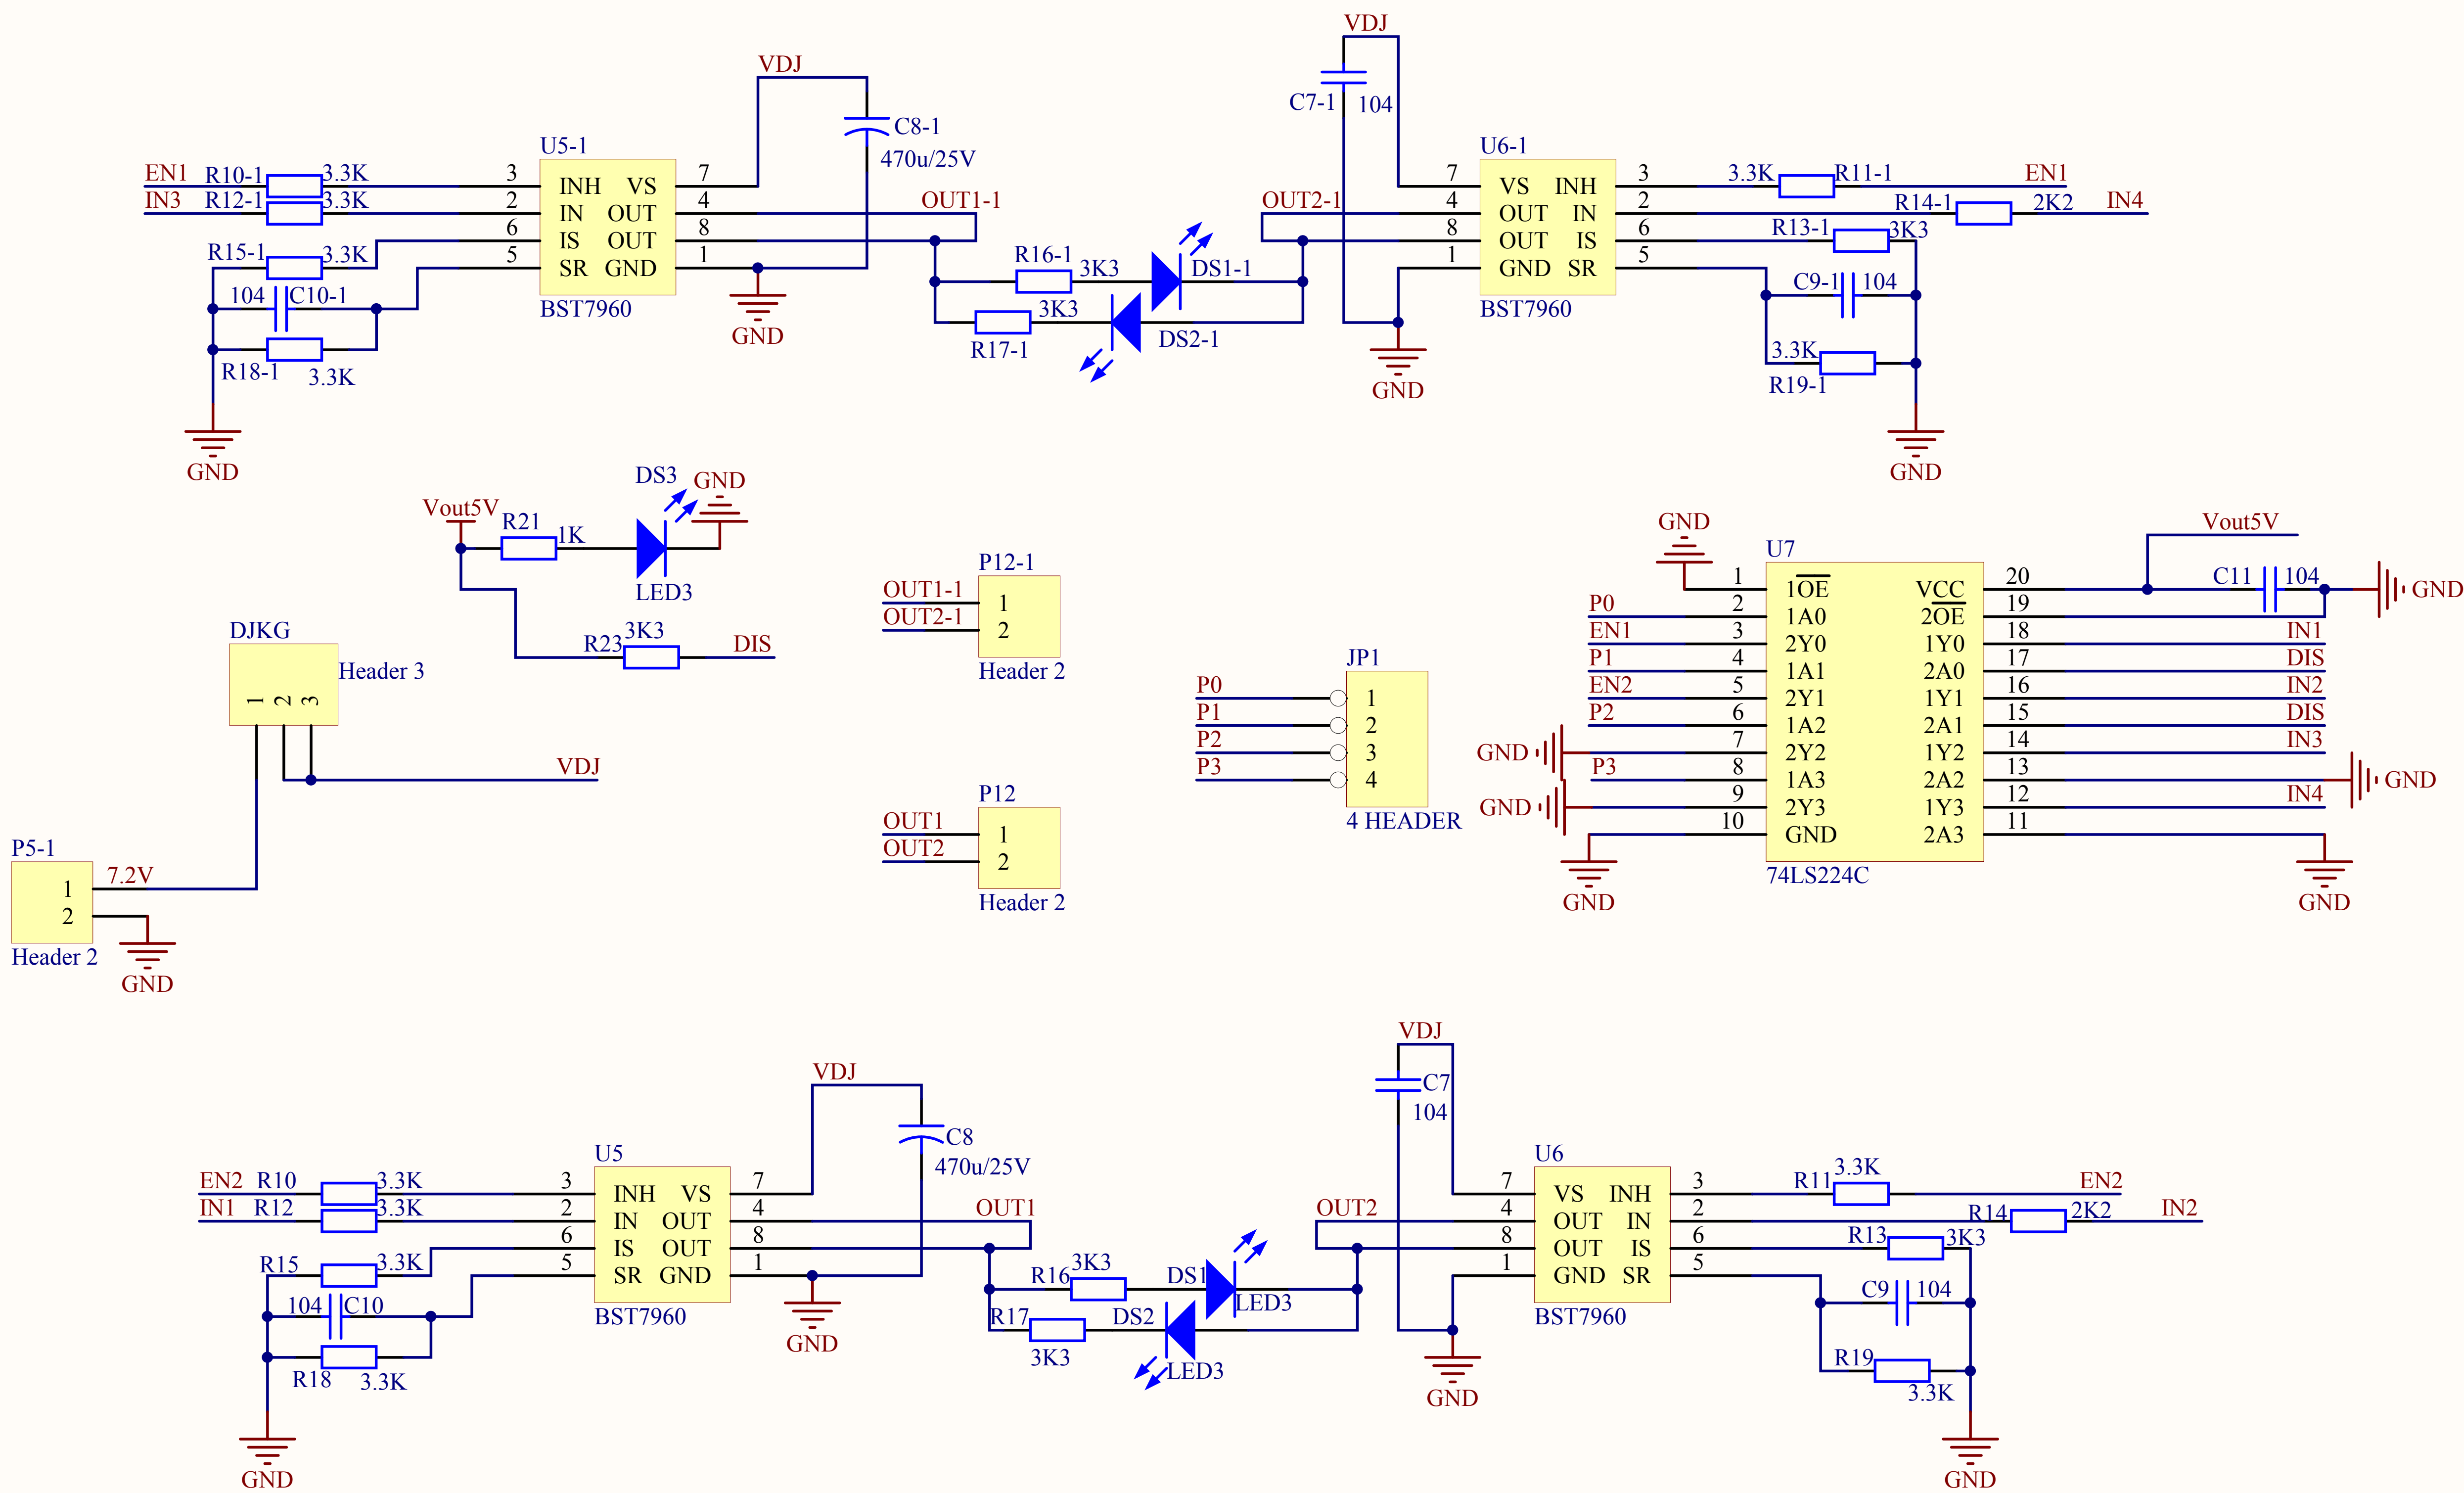 VDJ
C7-1 104
VDJ
C8-1
470u/25V
U5-1
EN1 R10-1 3.3K 3 INH VS 7
IN3 R12-1 3.3K 2 IN OUT 4 OUT1-1
6 IS OUT 8
R15-1 3.3K 5 SR GND 1
104 C10-1
BST7960
R18-1 3.3K
GND
GND
R16-1 3K3 DS1-1
3K3
R17-1 DS2-1
U6-1
OUT2-1 7 VS INH 3 3.3K R11-1 EN1
4 OUT IN 2 R14-1 2K2 IN4
8 OUT IS 6 R13-1 3K3
1 GND SR 5
C9-1 104
BST7960
3.3K
R19-1
GND
GND
DS3 GND
Vout5V R21 1K
LED3
R23 3K3 DIS
DJKG
Header 3
1 2 3
VDJ
P5-1
1 7.2V
2
Header 2
GND
P12-1
OUT1-1 1
OUT2-1 2
Header 2
P12
OUT1 1
OUT2 2
Header 2
JP1
P0 1
P1 2
P2 3
P3 4
4 HEADER
GND U7 Vout5V
C11 104 GND
1 1OE VCC 20
P0 2 1A0 2OE 19
EN1 3 2Y0 1Y0 18 IN1
P1 4 1A1 2A0 17 DIS
EN2 5 2Y1 1Y1 16 IN2
P2 6 1A2 2A1 15 DIS
GND 7 2Y2 1Y2 14 IN3
P3 8 1A3 2A2 13 GND
GND 9 2Y3 1Y3 12 IN4
10 GND 2A3 11
74LS224C
GND
GND
VDJ
C7
104
VDJ
C8
470u/25V
U5
EN2 R10 3.3K 3 INH VS 7
IN1 R12 3.3K 2 IN OUT 4 OUT1
6 IS OUT 8
R15 3.3K 5 SR GND 1
104 C10
BST7960
R18 3.3K
GND
GND
R16 3K3 DS1
LED3
R17 DS2
3K3 LED3
U6
OUT2 7 VS INH 3 R11 3.3K EN2
4 OUT IN 2 R14 2K2 IN2
8 OUT IS 6 R13 3K3
1 GND SR 5
C9 104
BST7960
R19
3.3K
GND
GND